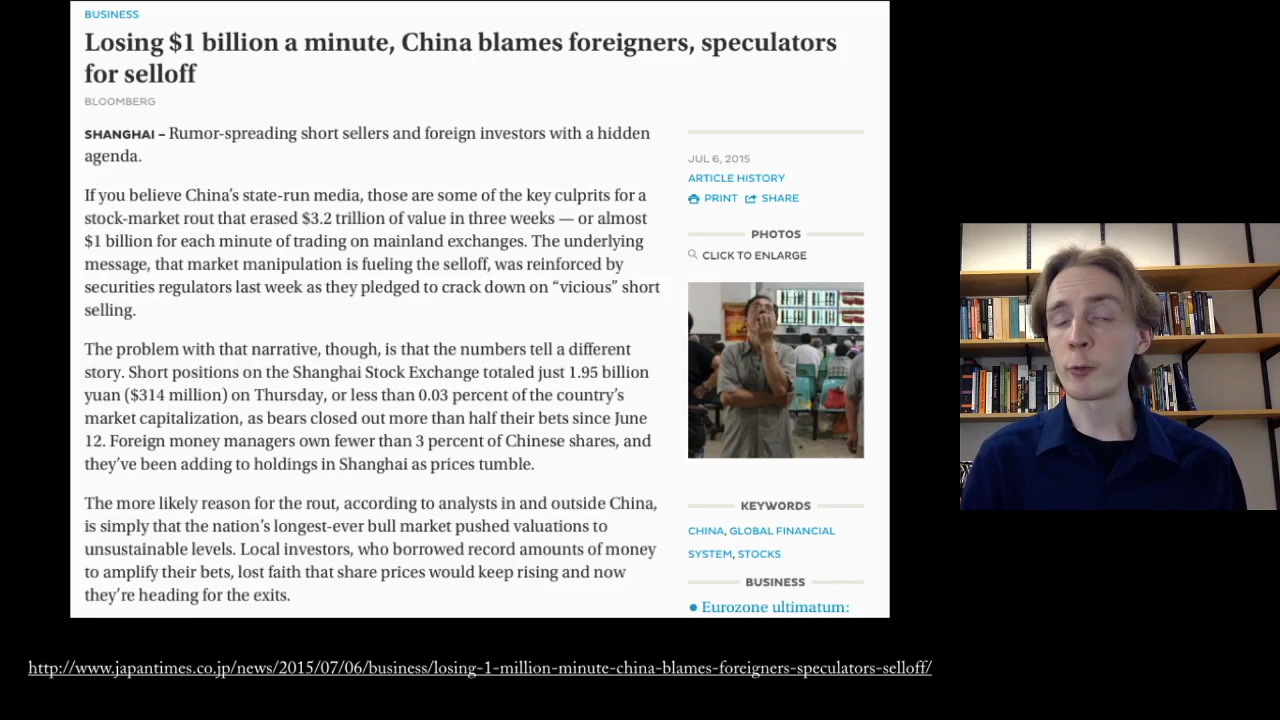 BUSINESS
Losing $1 billion a minute, China blames foreigners, speculators
for selloff
BLOOMBERG
SHANGHAI – Rumor-spreading short sellers and foreign investors with a hidden
agenda.
If you believe China’s state-run media, those are some of the key culprits for a
stock-market rout that erased $3.2 trillion of value in three weeks — or almost
$1 billion for each minute of trading on mainland exchanges. The underlying
message, that market manipulation is fueling the selloff, was reinforced by
securities regulators last week as they pledged to crack down on “vicious” short
selling.
The problem with that narrative, though, is that the numbers tell a different
story. Short positions on the Shanghai Stock Exchange totaled just 1.95 billion
yuan ($314 million) on Thursday, or less than 0.03 percent of the country’s
market capitalization, as bears closed out more than half their bets since June
12. Foreign money managers own fewer than 3 percent of Chinese shares, and
they’ve been adding to holdings in Shanghai as prices tumble.
The more likely reason for the rout, according to analysts in and outside China,
is simply that the nation’s longest-ever bull market pushed valuations to
unsustainable levels. Local investors, who borrowed record amounts of money
to amplify their bets, lost faith that share prices would keep rising and now
they’re heading for the exits.
JUL 6, 2015
ARTICLE HISTORY
PRINT SHARE
PHOTOS
CLICK TO ENLARGE
KEYWORDS
CHINA, GLOBAL FINANCIAL
SYSTEM, STOCKS
BUSINESS
Eurozone ultimatum:
http://www.japantimes.co.jp/news/2015/07/06/business/losing-1-million-minute-china-blames-foreigners-speculators-selloff/